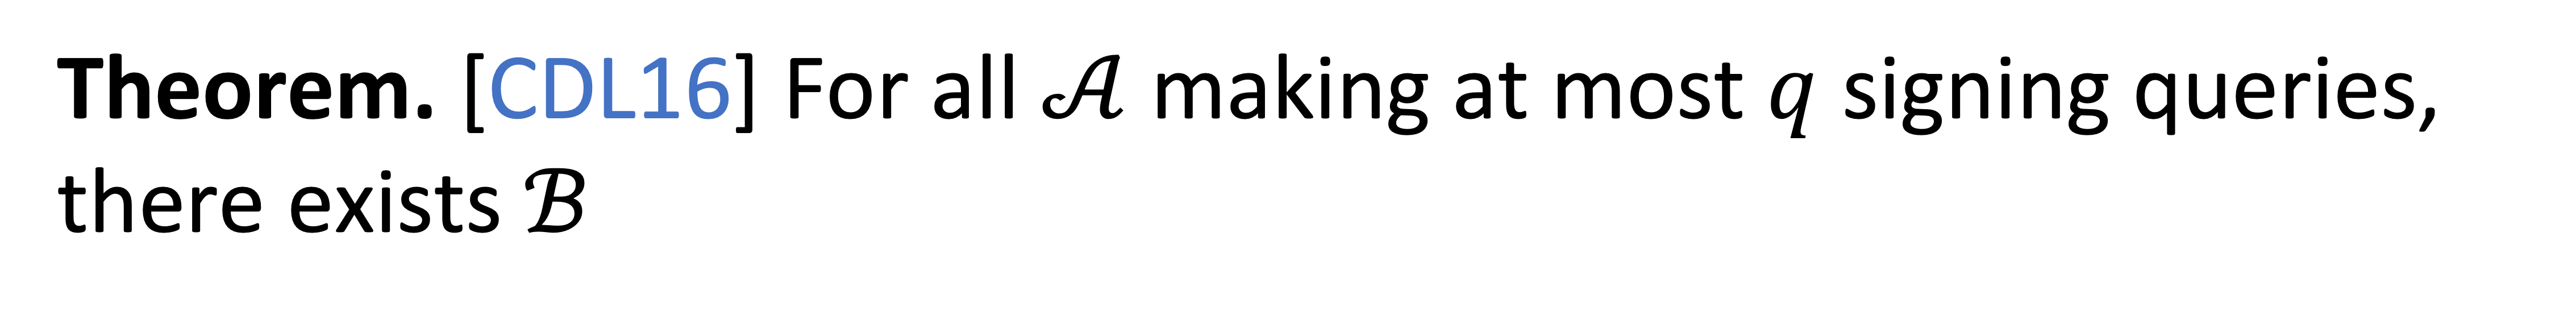 Theorem. [CDL16] For all 𝒜 making at most 𝑞 signing queries,
there exists ℬ